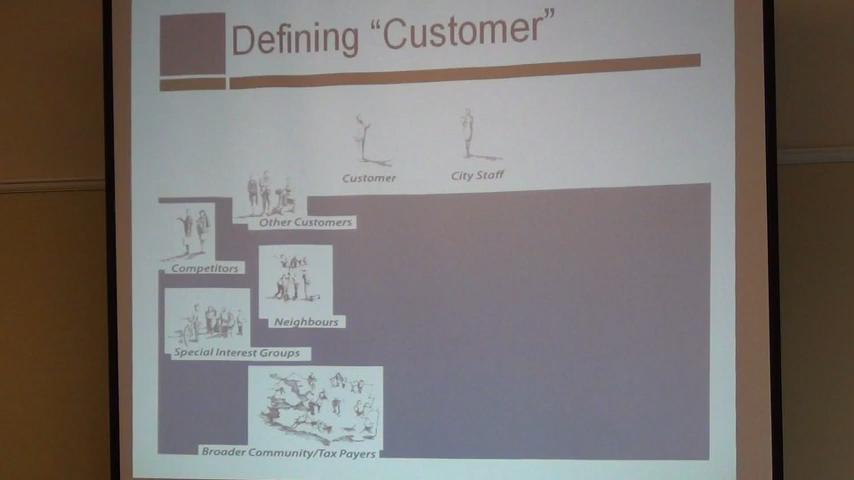 Defining “Customer”
Customer
City Staff
Other Customers
Competitors
Neighbours
Special Interest Groups
Broader Community/Tax Payers